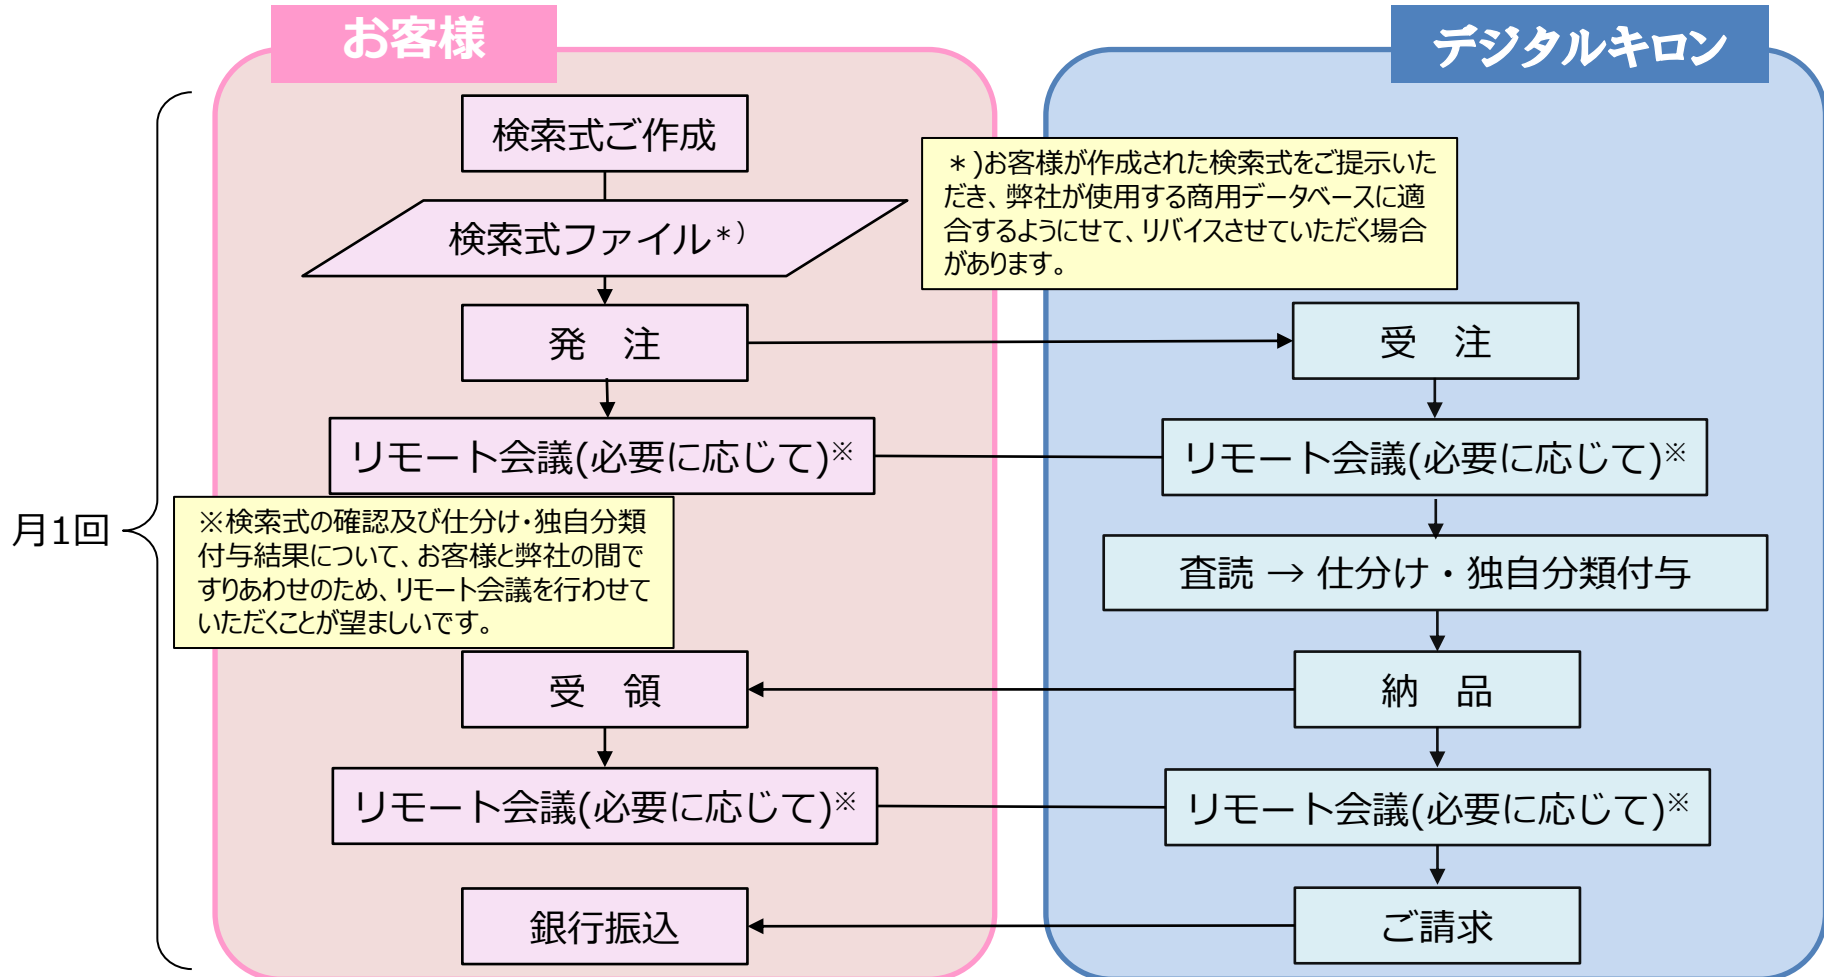 お客様
デジタルキロン
検索式ご作成
*)お客様が作成された検索式をご提示いた
だき、弊社が使用する商用データベースに適
合するようにせて、リバイスさせていただく場合
があります。
検索式ファイル*)
発　注
受　注
リモート会議(必要に応じて)※
リモート会議(必要に応じて)※
月1回
※検索式の確認及び仕分け・独自分類
付与結果について、お客様と弊社の間で
すりあわせのため、リモート会議を行わせて
いただくことが望ましいです。
査読 → 仕分け・独自分類付与
受　領
納　品
リモート会議(必要に応じて)※
リモート会議(必要に応じて)※
銀行振込
ご請求